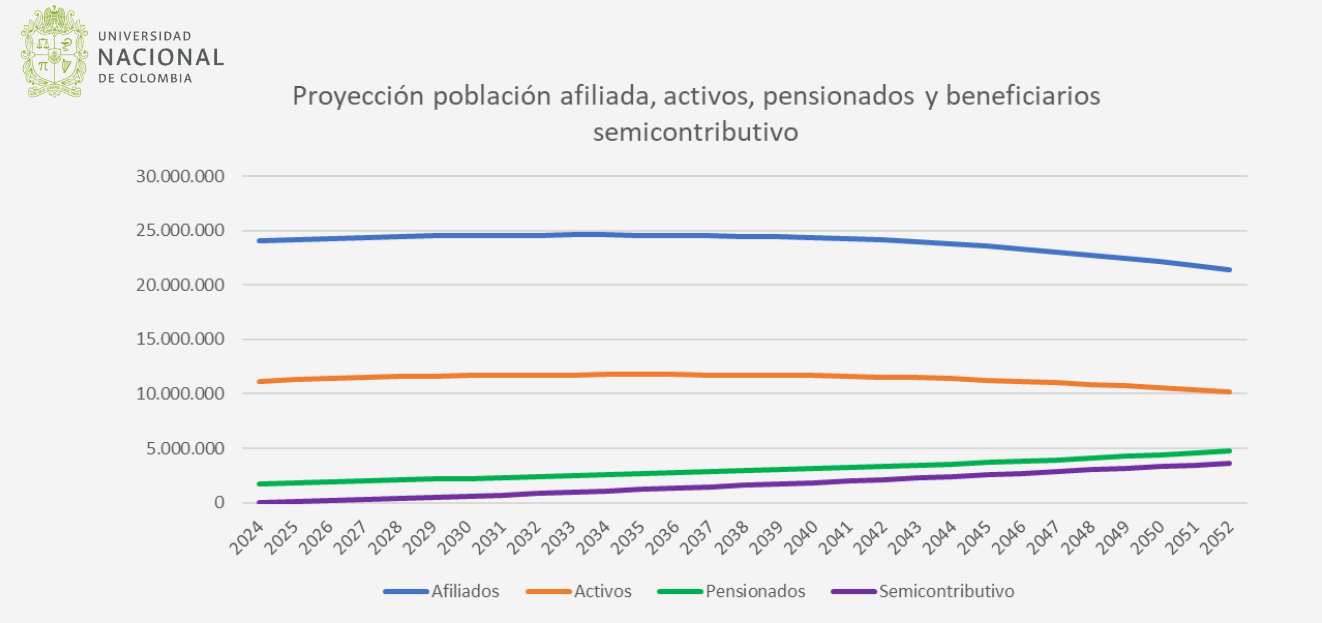 UNIVERSIDAD
NACIONAL
DE COLOMBIA
Proyección población afiliada, activos, pensionados y beneficiarios
semicontributivo
30.000.000
25.000.000
20.000.000
15.000.000
10.000.000
5.000.000
0
2024 2025 2026 2027 2028 2029 2030 2031 2032 2033 2034 2035 2036 2037 2038 2039 2040 2041 2042 2043 2044 2045 2046 2047 2048 2049 2050 2051 2052
Afiliados Activos Pensionados Semicontributivo